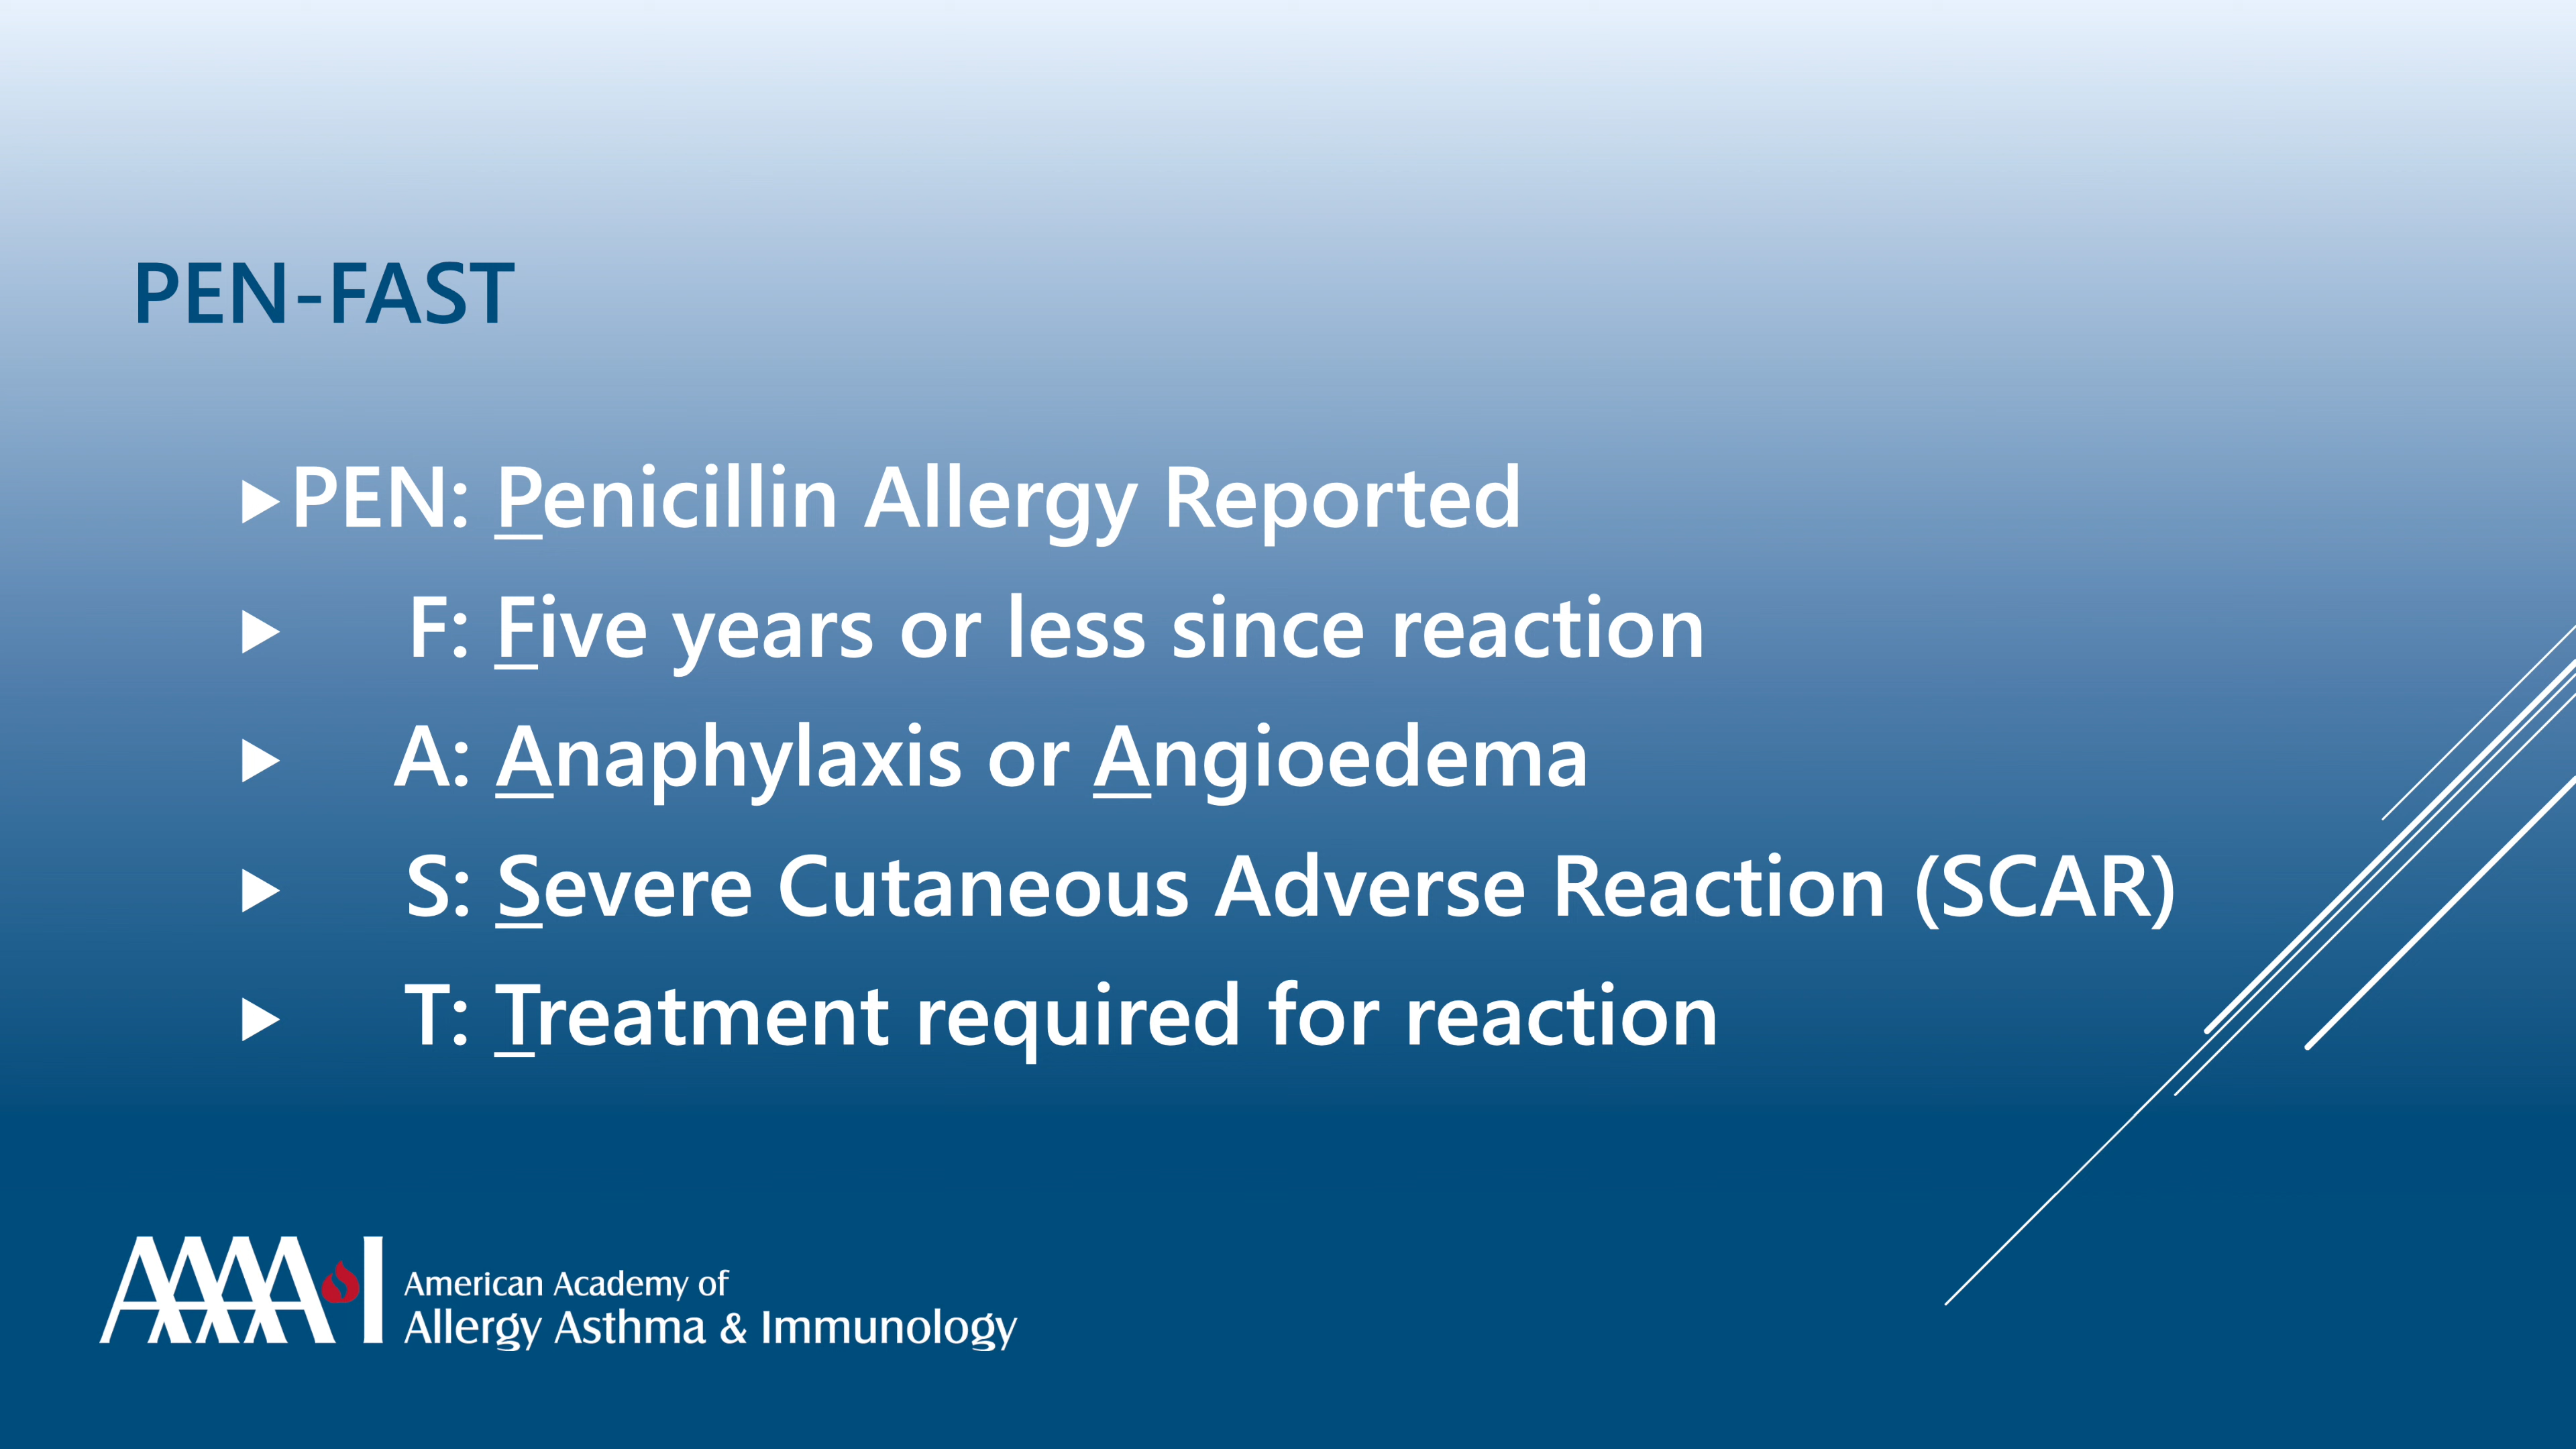 PEN-FAST
PEN: Penicillin Allergy Reported
F: Five years or less since reaction
A: Anaphylaxis or Angioedema
S: Severe Cutaneous Adverse Reaction (SCAR)
T: Treatment required for reaction
AAAAI
American Academy of
Allergy Asthma & Immunology